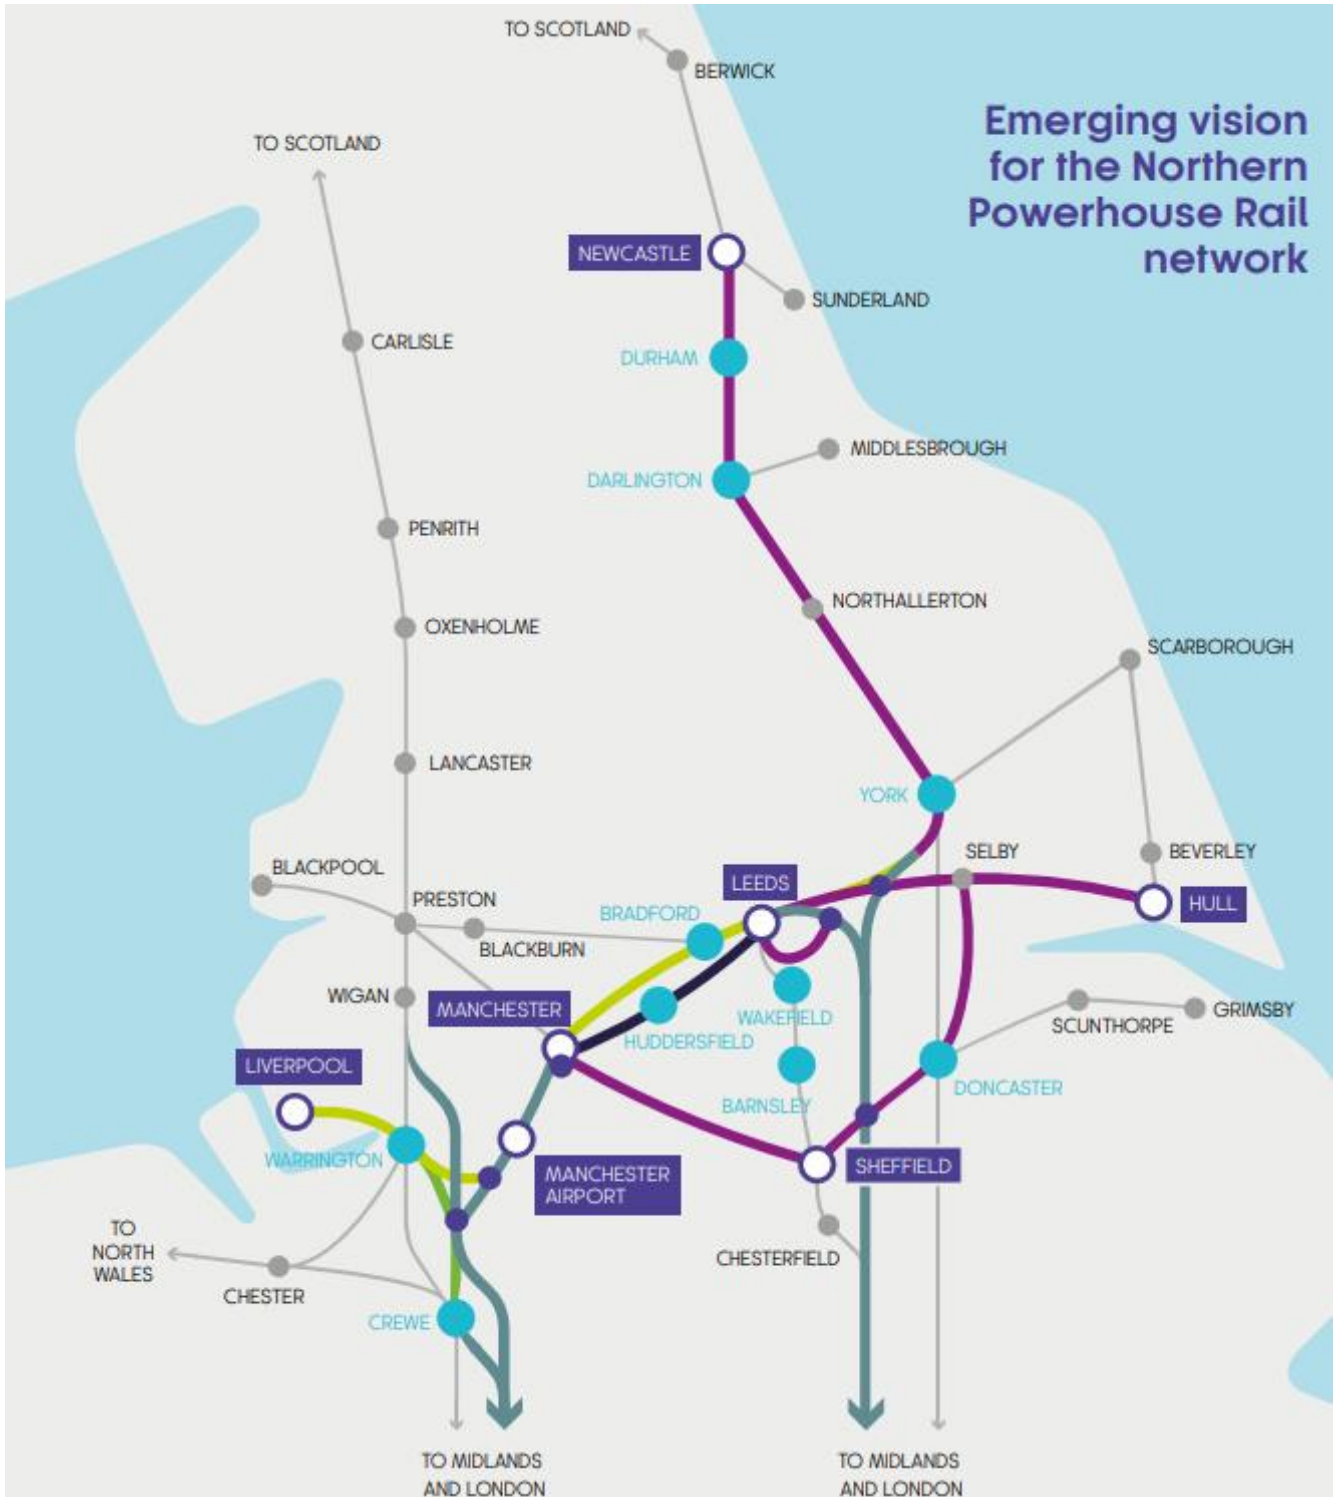 TO SCOTLAND
BERWICK
Emerging vision
for the Northern
Powerhouse Rail
network
TO SCOTLAND
NEWCASTLE
SUNDERLAND
CARLISLE
DURHAM
MIDDLESBROUGH
DARLINGTON
PENRITH
NORTHALLERTON
OXENHOLME
SCARBOROUGH
LANCASTER
YORK
SELBY
BEVERLEY
BLACKPOOL
LEEDS
PRESTON
HULL
BRADFORD
BLACKBURN
WIGAN
MANCHESTER
WAKEFIELD
GRIMSBY
SCUNTHORPE
HUDDERSFIELD
LIVERPOOL
DONCASTER
BARNSLEY
WARRINGTON
SHEFFIELD
MANCHESTER
AIRPORT
TO
NORTH
WALES
CHESTERFIELD
CHESTER
CREWE
TO MIDLANDS
AND LONDON
TO MIDLANDS
AND LONDON